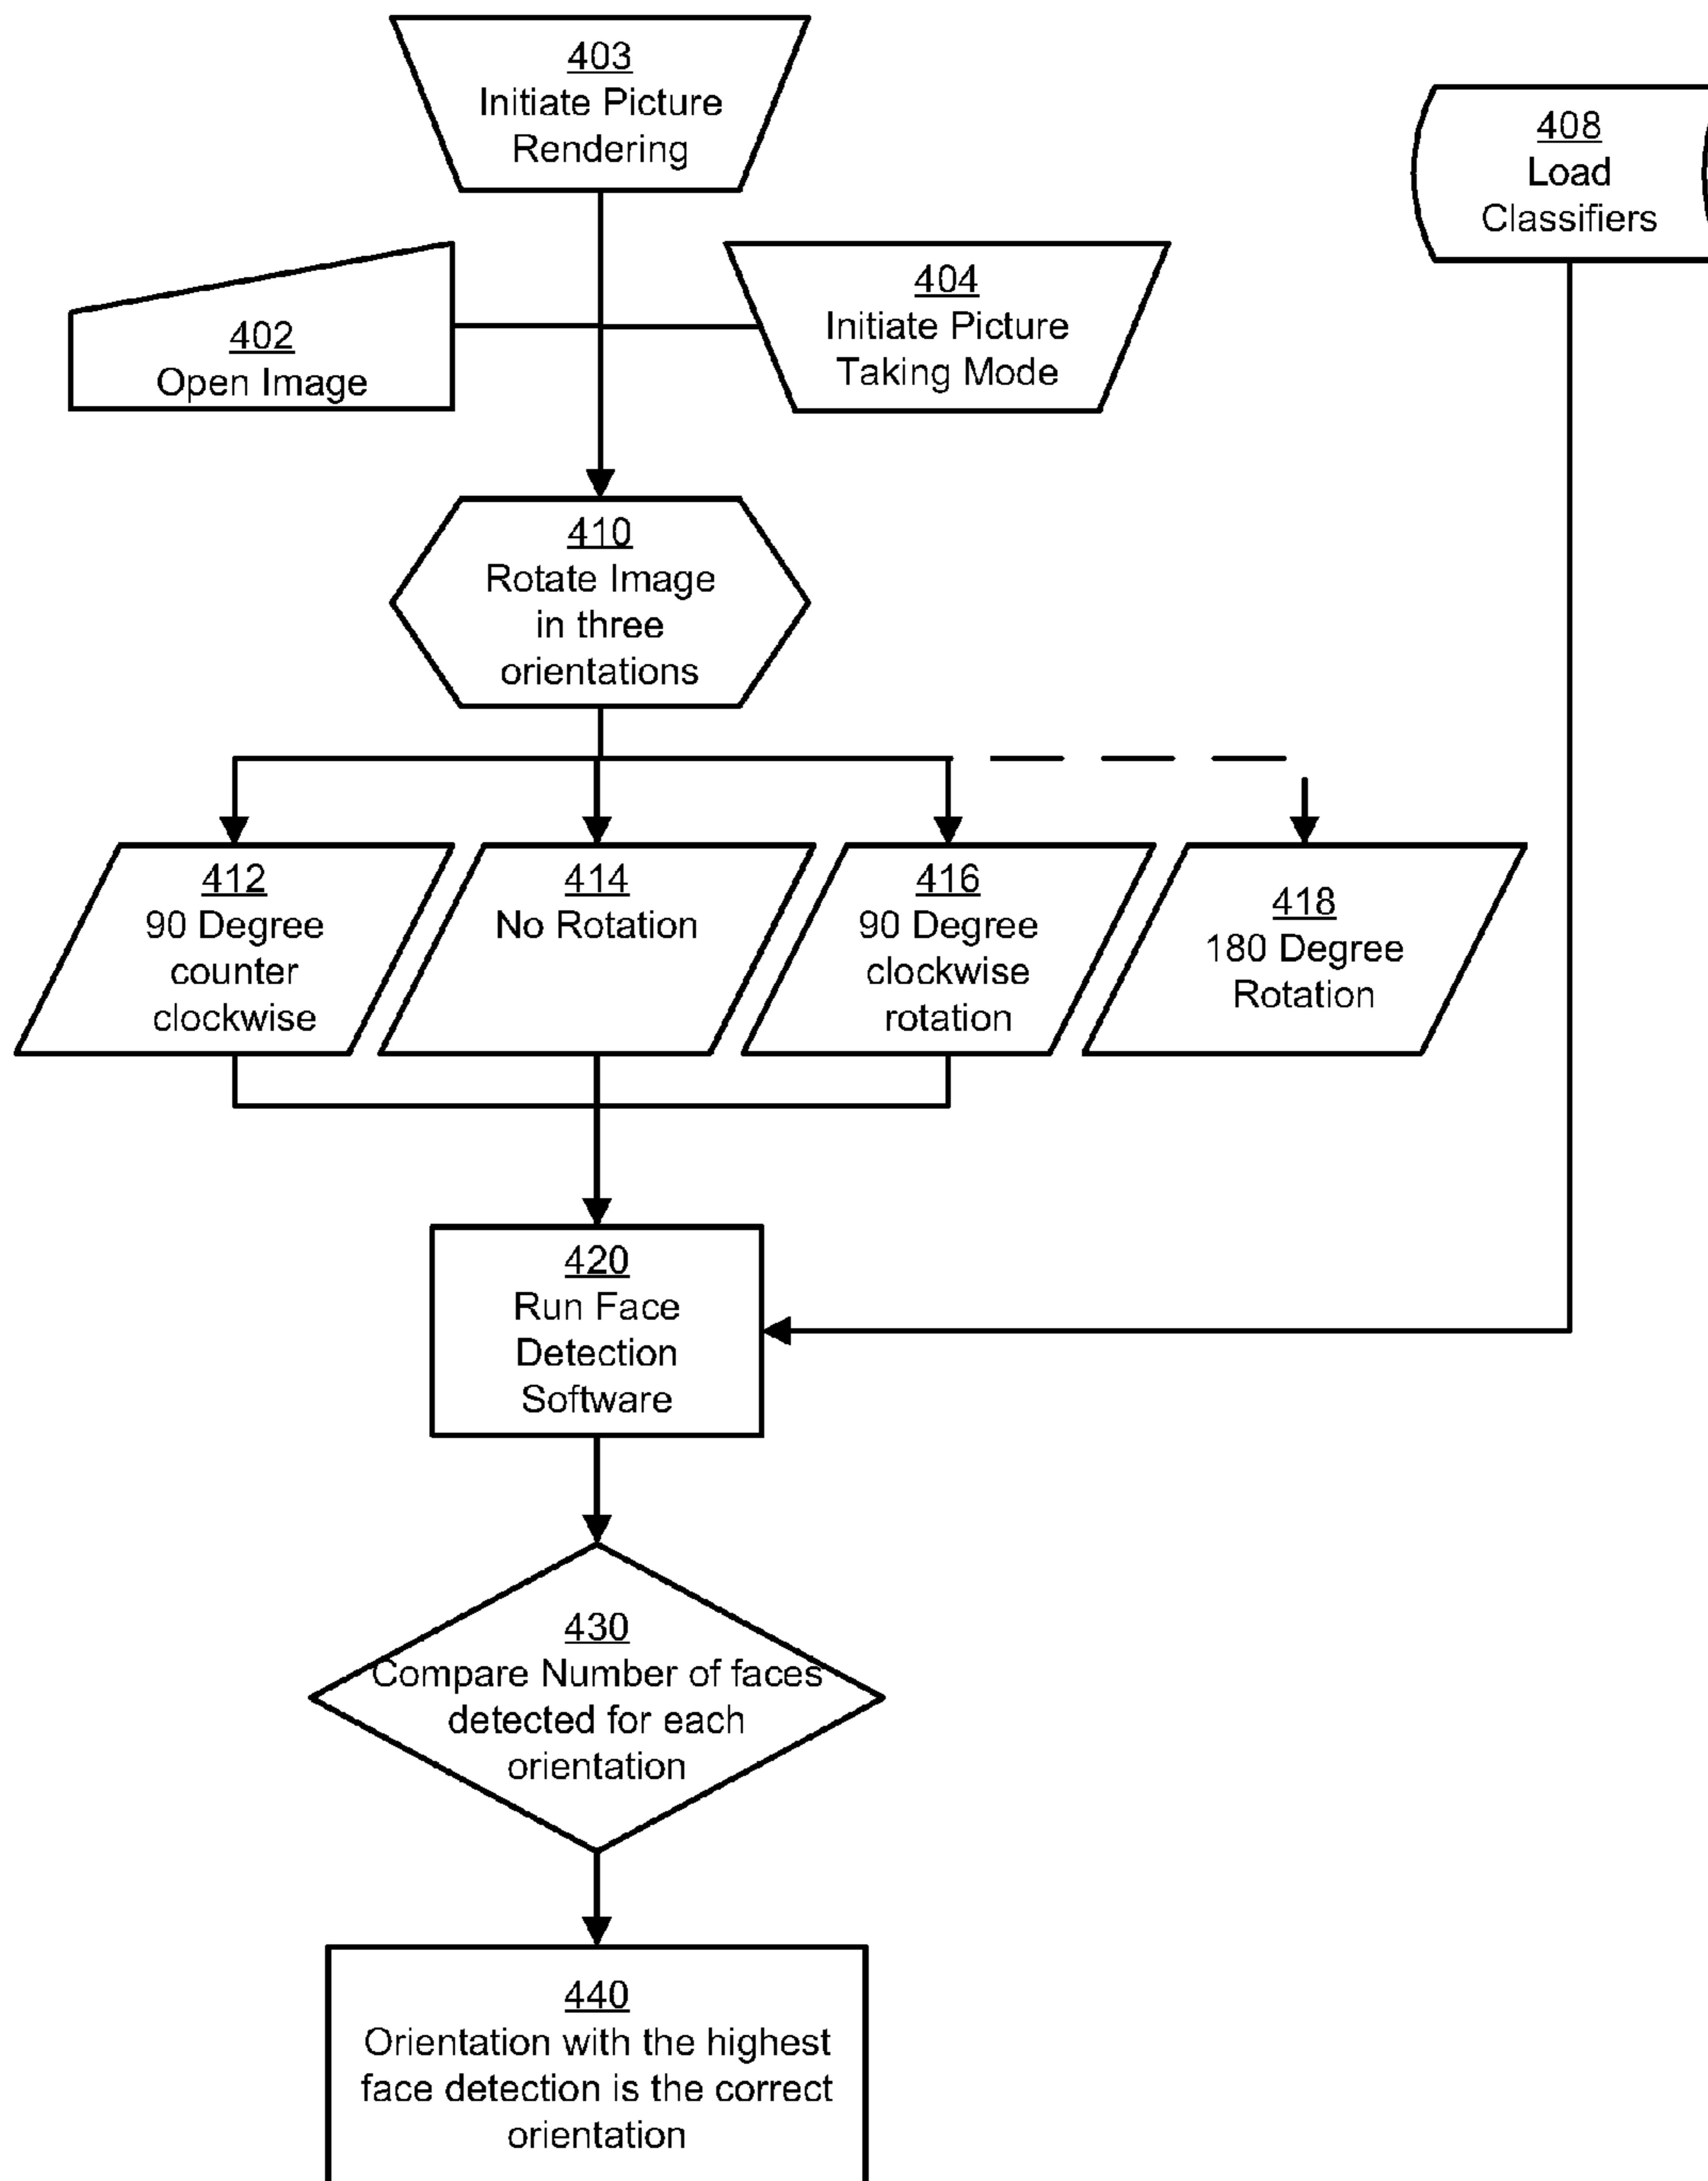 403
Initiate Picture
Rendering
408
Load
Classifiers
402
Open Image
404
Initiate Picture
Taking Mode
410
Rotate Image
in three
orientations
412
90 Degree
counter
clockwise
414
No Rotation
416
90 Degree
clockwise
rotation
418
180 Degree
Rotation
420
Run Face
Detection
Software
430
Compare Number of faces
detected for each
orientation
440
Orientation with the highest
face detection is the correct
orientation